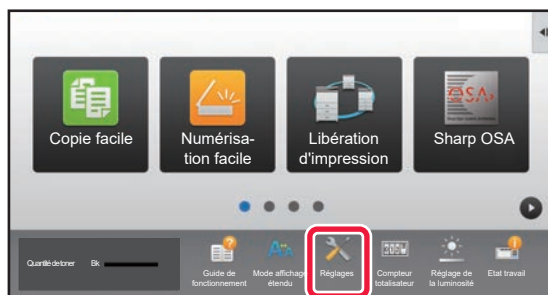 Copie facile
Numérisa-
tion facile
Libération
d'impression
OSA
Sharp OSA
Quantité de toner Bk
Guide de
fonctionnement
Mode affichage
étendu
Réglages
Compteur
totalisateur
Réglage de
la luminosité
Etat travail